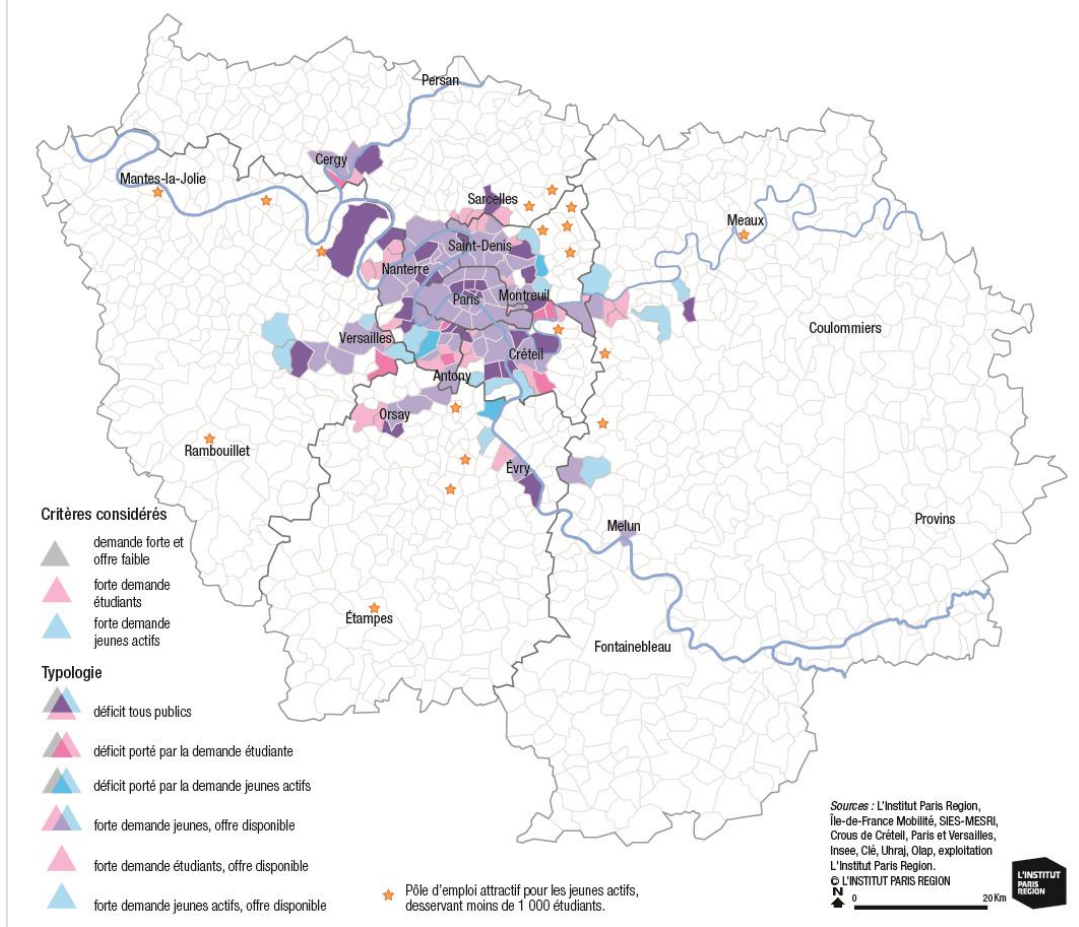 Persan
Cergy
Mantes-la-Jolie
Sarcelles
Meaux
Saint-Denis
Nanterre
Paris
Montreuil
Coulommiers
Versailles
Créteil
Antony
Orsay
Rambouillet
Évry
Provins
Melun
Étampes
Fontainebleau
Critères considérés
demande forte et
offre faible
forte demande
étudiants
forte demande
jeunes actifs
Typologie
déficit tous publics
déficit porté par la demande étudiante
déficit porté par la demande jeunes actifs
forte demande jeunes, offre disponible
forte demande étudiants, offre disponible
forte demande jeunes actifs, offre disponible
Pôle d'emploi attractif pour les jeunes actifs,
desservant moins de 1 000 étudiants.
Sources : L'Institut Paris Region,
Île-de-France Mobilité, SIES-MESRI,
Crous de Créteil, Paris et Versailles,
Insee, Clé, Uhraj, Olap, exploitation
L'Institut Paris Region.
© L'INSTITUT PARIS REGION
N
0 20 Km
L'INSTITUT
PARIS
REGION